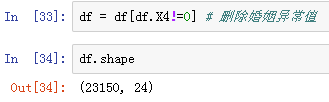 In [33]: df = df[df.X4!=0] # 删除婚姻异常值
In [34]: df.shape
Out[34]: (23150, 24)